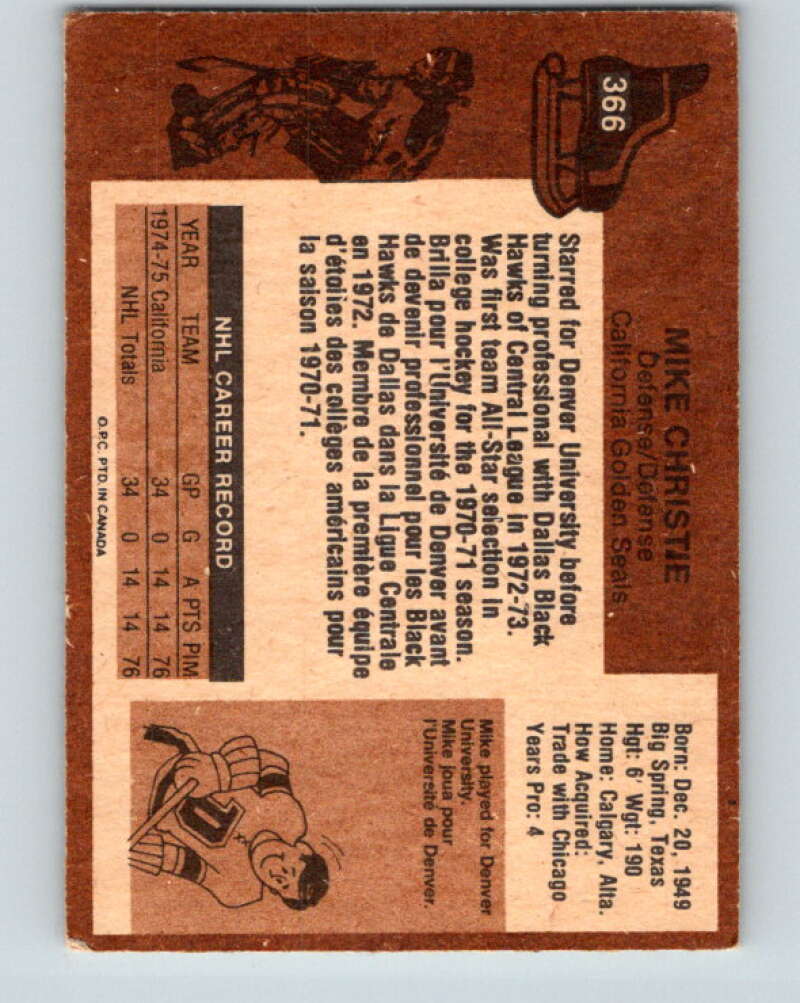 366
MIKE CHRISTIE
Defense/Défense
California Golden Seals
Born: Dec. 20, 1949
Big Spring, Texas
Hgt: 6' Wgt: 190
Home: Calgary, Alta.
How Acquired:
Trade with Chicago
Years Pro: 4
Starred for Denver University before
turning professional with Dallas Black
Hawks of Central League in 1972-73.
Was first team All-Star selection in
college hockey for the 1970-71 season.
Brilla pour l'Université de Denver avant
de devenir professionnel pour les Black
Hawks de Dallas dans la Ligue Centrale
en 1972. Membre de la première équipe
d'étoiles des collèges américains pour
la saison 1970-71.
Mike played for Denver
University.
Mike joua pour
l'Université de Denver.
D
NHL CAREER RECORD
YEAR TEAM GP G A PTS PIM
1974-75 California 34 0 14 14 76
NHL Totals 34 0 14 14 76
O.P.C. PTD. IN CANADA